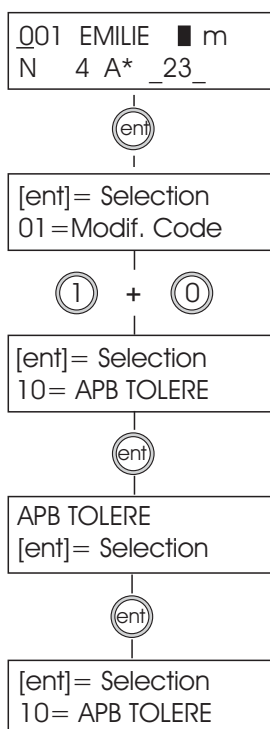 001 EMILIE ■ m
N 4 A* _23_
ent
[ent]= Selection
01=Modif. Code
1 + 0
[ent]= Selection
10= APB TOLERE
ent
APB TOLERE
[ent]= Selection
ent
[ent]= Selection
10= APB TOLERE